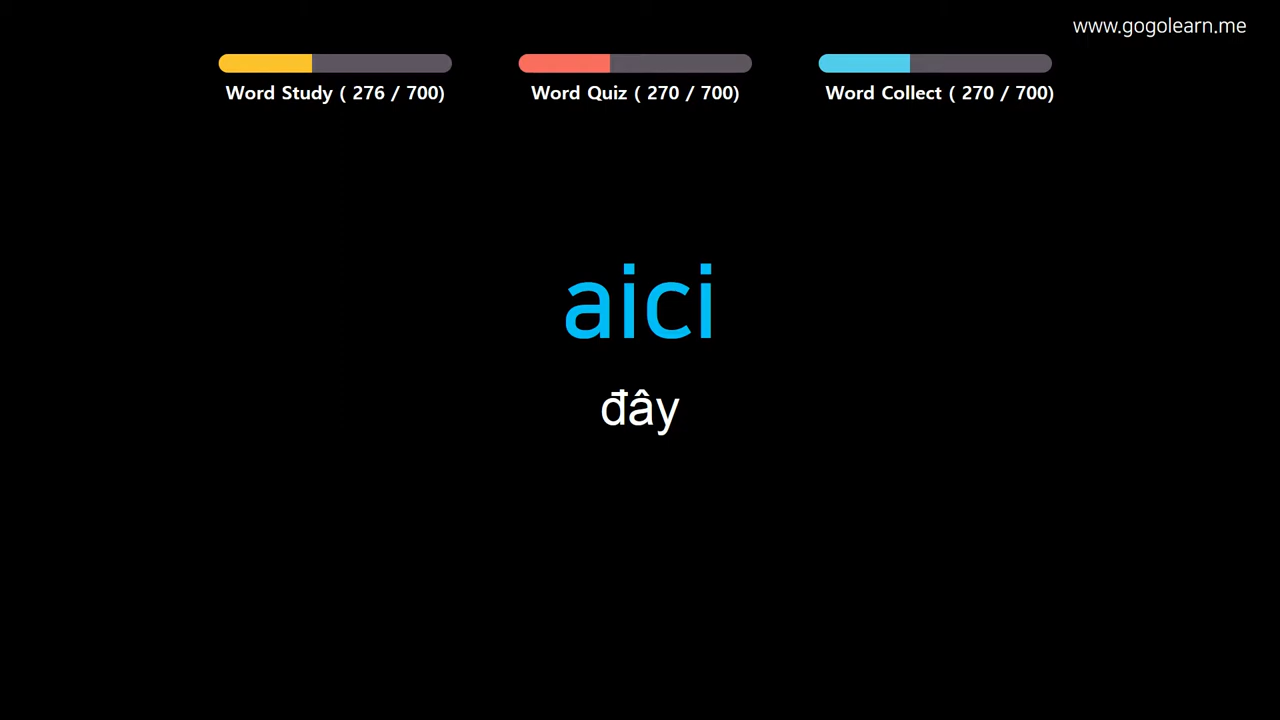 www.gogolearn.me
Word Study ( 276 / 700)
Word Quiz ( 270 / 700)
Word Collect ( 270 / 700)
aici
đây